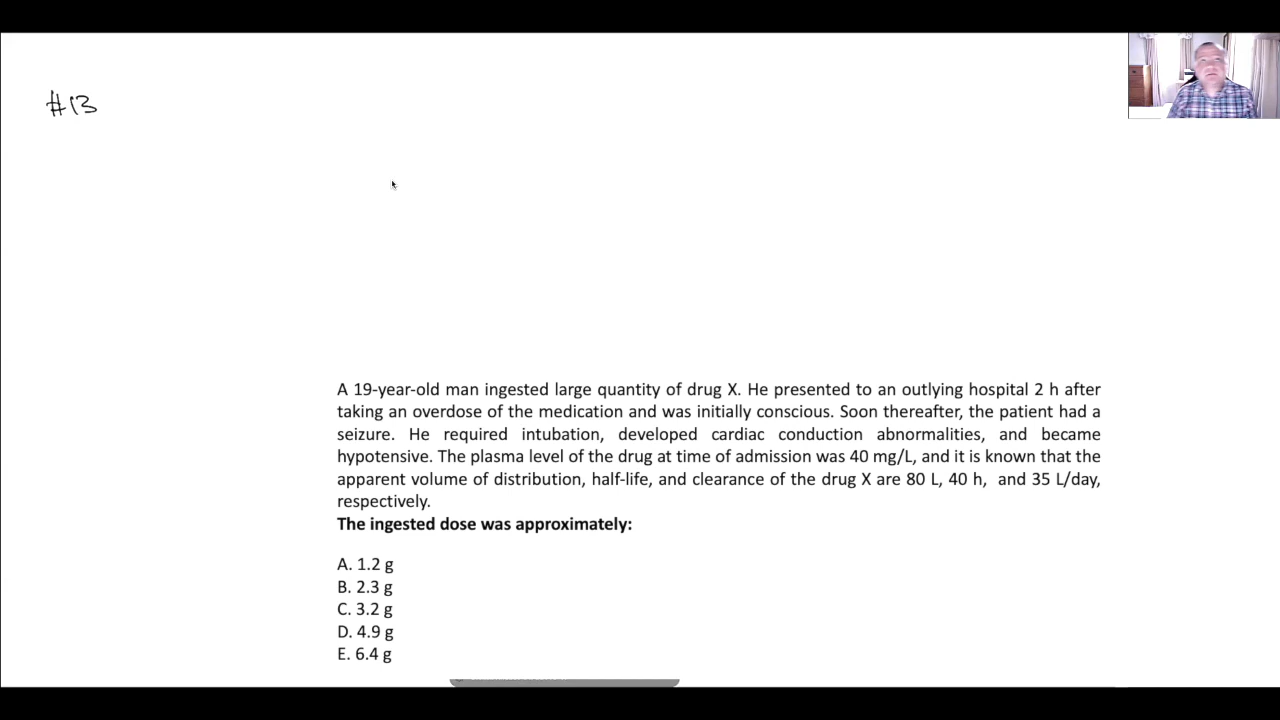 #13
A 19-year-old man ingested large quantity of drug X. He presented to an outlying hospital 2 h after
taking an overdose of the medication and was initially conscious. Soon thereafter, the patient had a
seizure. He required intubation, developed cardiac conduction abnormalities, and became
hypotensive. The plasma level of the drug at time of admission was 40 mg/L, and it is known that the
apparent volume of distribution, half-life, and clearance of the drug X are 80 L, 40 h, and 35 L/day,
respectively.
The ingested dose was approximately:
A. 1.2 g
B. 2.3 g
C. 3.2 g
D. 4.9 g
E. 6.4 g